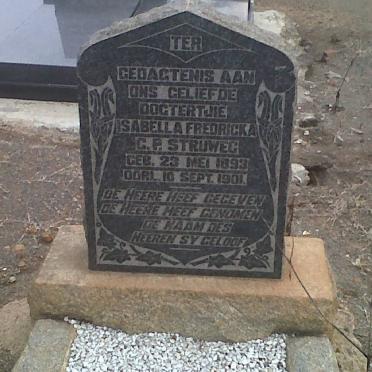 TER
GEDAGTENIS AAN
ONS GELIEFDE
DOGTERTJIE
ISABELLA FREDRICKA
C.P. STRUWEG
GEB. 23 MEI 1893
OORL. 10 SEPT. 1901.
DE HEERE HEEF GEGEVEN
DE HEERE HEEF GENOMEN
DE NAAM DES
HEEREN SY GELOOF